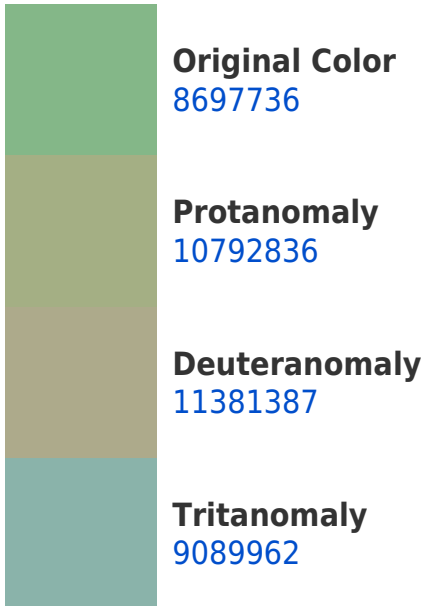 Original Color
8697736
Protanomaly
10792836
Deuteranomaly
11381387
Tritanomaly
9089962